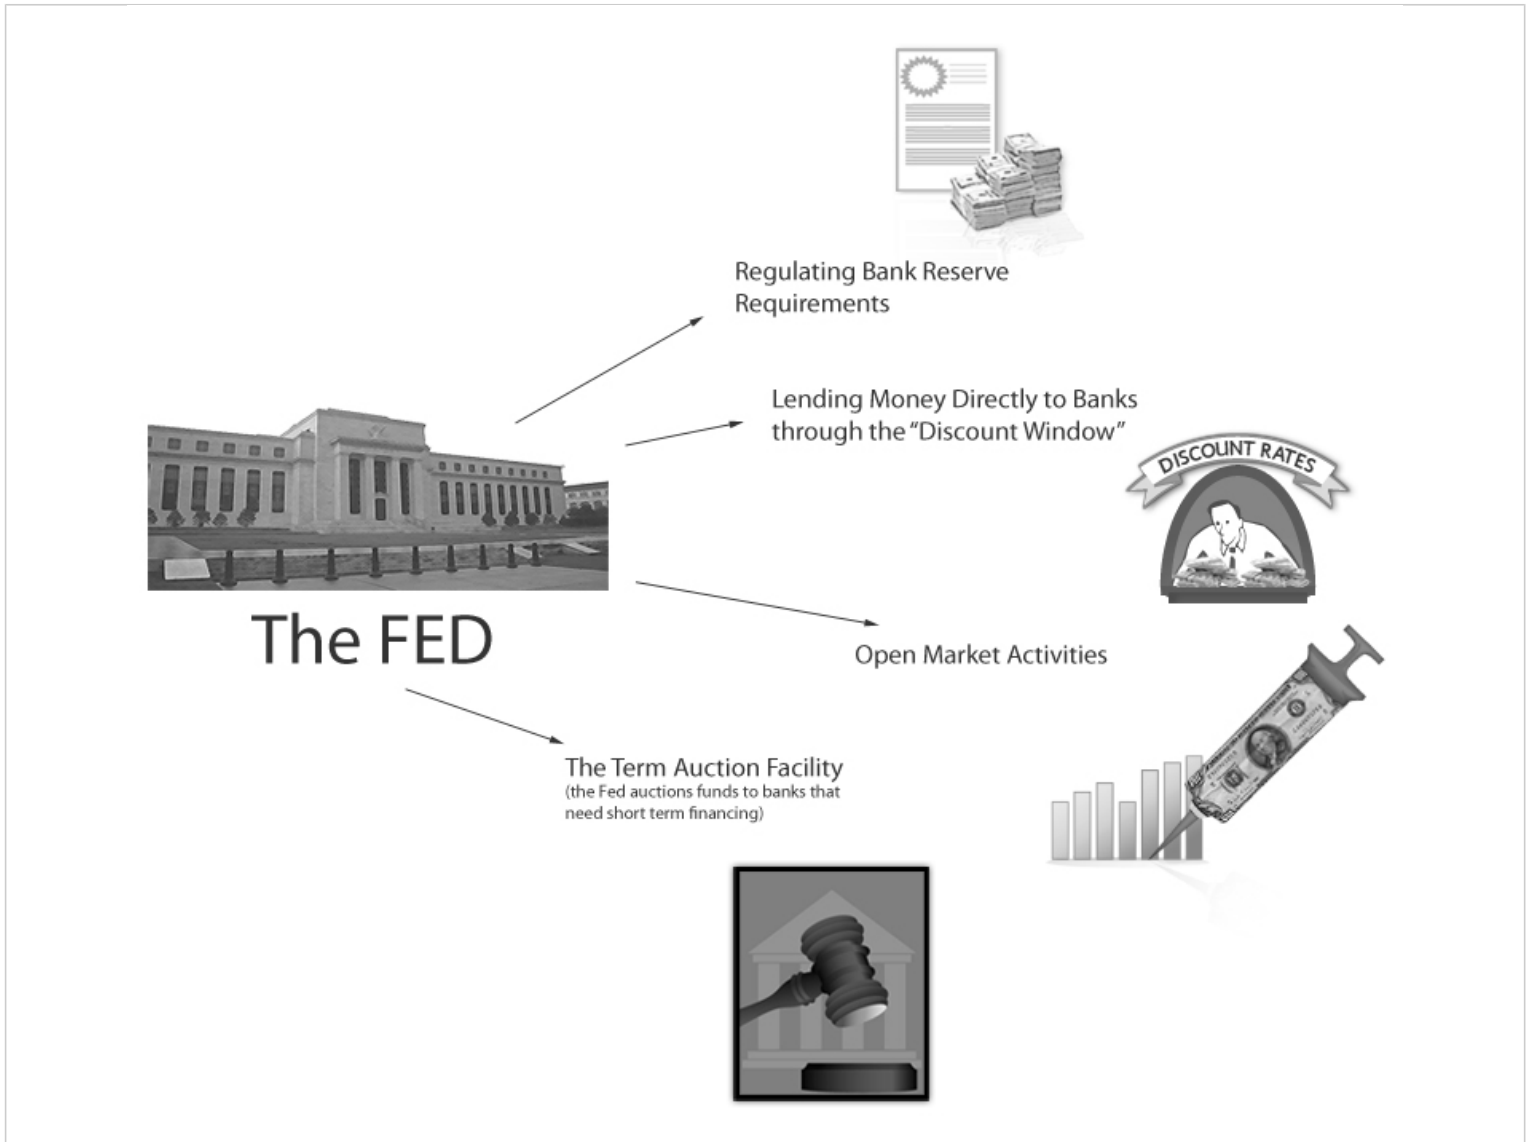 Regulating Bank Reserve
Requirements
Lending Money Directly to Banks
through the “Discount Window”
DISCOUNT RATES
The FED
Open Market Activities
The Term Auction Facility
(the Fed auctions funds to banks that
need short term financing)